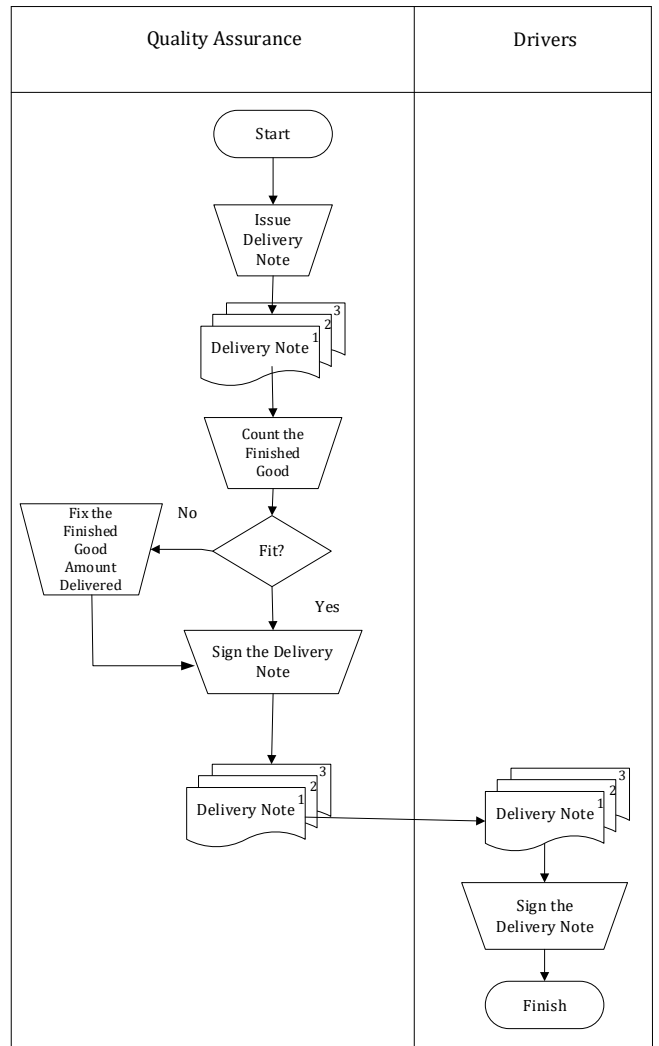 Quality Assurance
Drivers
Start
Issue
Delivery
Note
3
2
1
Delivery Note
Count the
Finished
Good
No
Fix the
Finished
Good
Amount
Delivered
Fit?
Yes
Sign the Delivery
Note
3
2
1
Delivery Note
3
2
1
Delivery Note
Sign the
Delivery Note
Finish